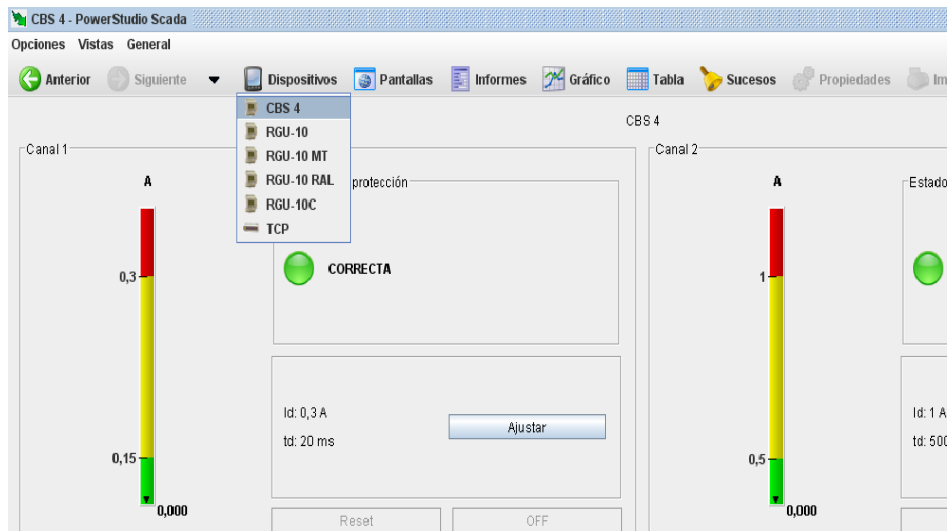 CBS 4 - PowerStudio Scada
Opciones Vistas General
Anterior Siguiente Dispositivos Pantallas Informes Gráfico Tabla Sucesos Propiedades
CBS 4
RGU-10
RGU-10 MT
RGU-10 RAL
RGU-10C
TCP
CBS 4
Canal 1
A
0,3
0,15
0,000
protección
CORRECTA
Id: 0,3 A
td: 20 ms
Ajustar
Reset OFF
Canal 2
A
1
0,5
0,000
Estado
Id: 1 A
td: 500